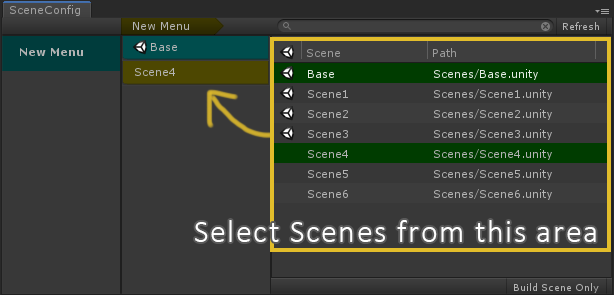 SceneConfig
New Menu
Refresh
New Menu
Base
Scene4
Scene Path
Base Scenes/Base.unity
Scene1 Scenes/Scene1.unity
Scene2 Scenes/Scene2.unity
Scene3 Scenes/Scene3.unity
Scene4 Scenes/Scene4.unity
Scene5 Scenes/Scene5.unity
Scene6 Scenes/Scene6.unity
Select Scenes from this area
Build Scene Only